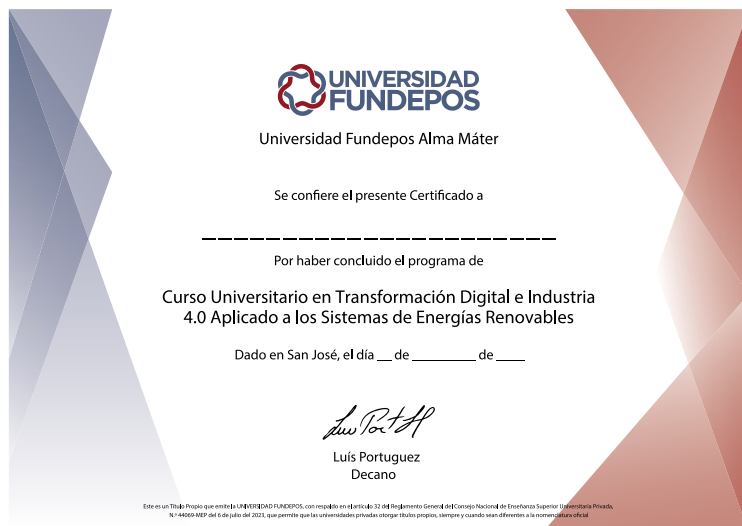 UNIVERSIDAD
FUNDEPOS
Universidad Fundepos Alma Máter
Se confiere el presente Certificado a
Por haber concluido el programa de
Curso Universitario en Transformación Digital e Industria
4.0 Aplicado a los Sistemas de Energías Renovables
Dado en San José, el día __ de ________ de ____
Luís Portuguez
Decano
Este es un Título Propio que emite la UNIVERSIDAD FUNDEPOS, con respaldo en el artículo 32 del Reglamento General del Consejo Nacional de Enseñanza Superior Universitaria Privada,
N.º 44069-MEP del 6 de julio del 2023, que permite que las universidades privadas otorgar títulos propios, siempre y cuando sean diferentes a la nomenclatura oficial